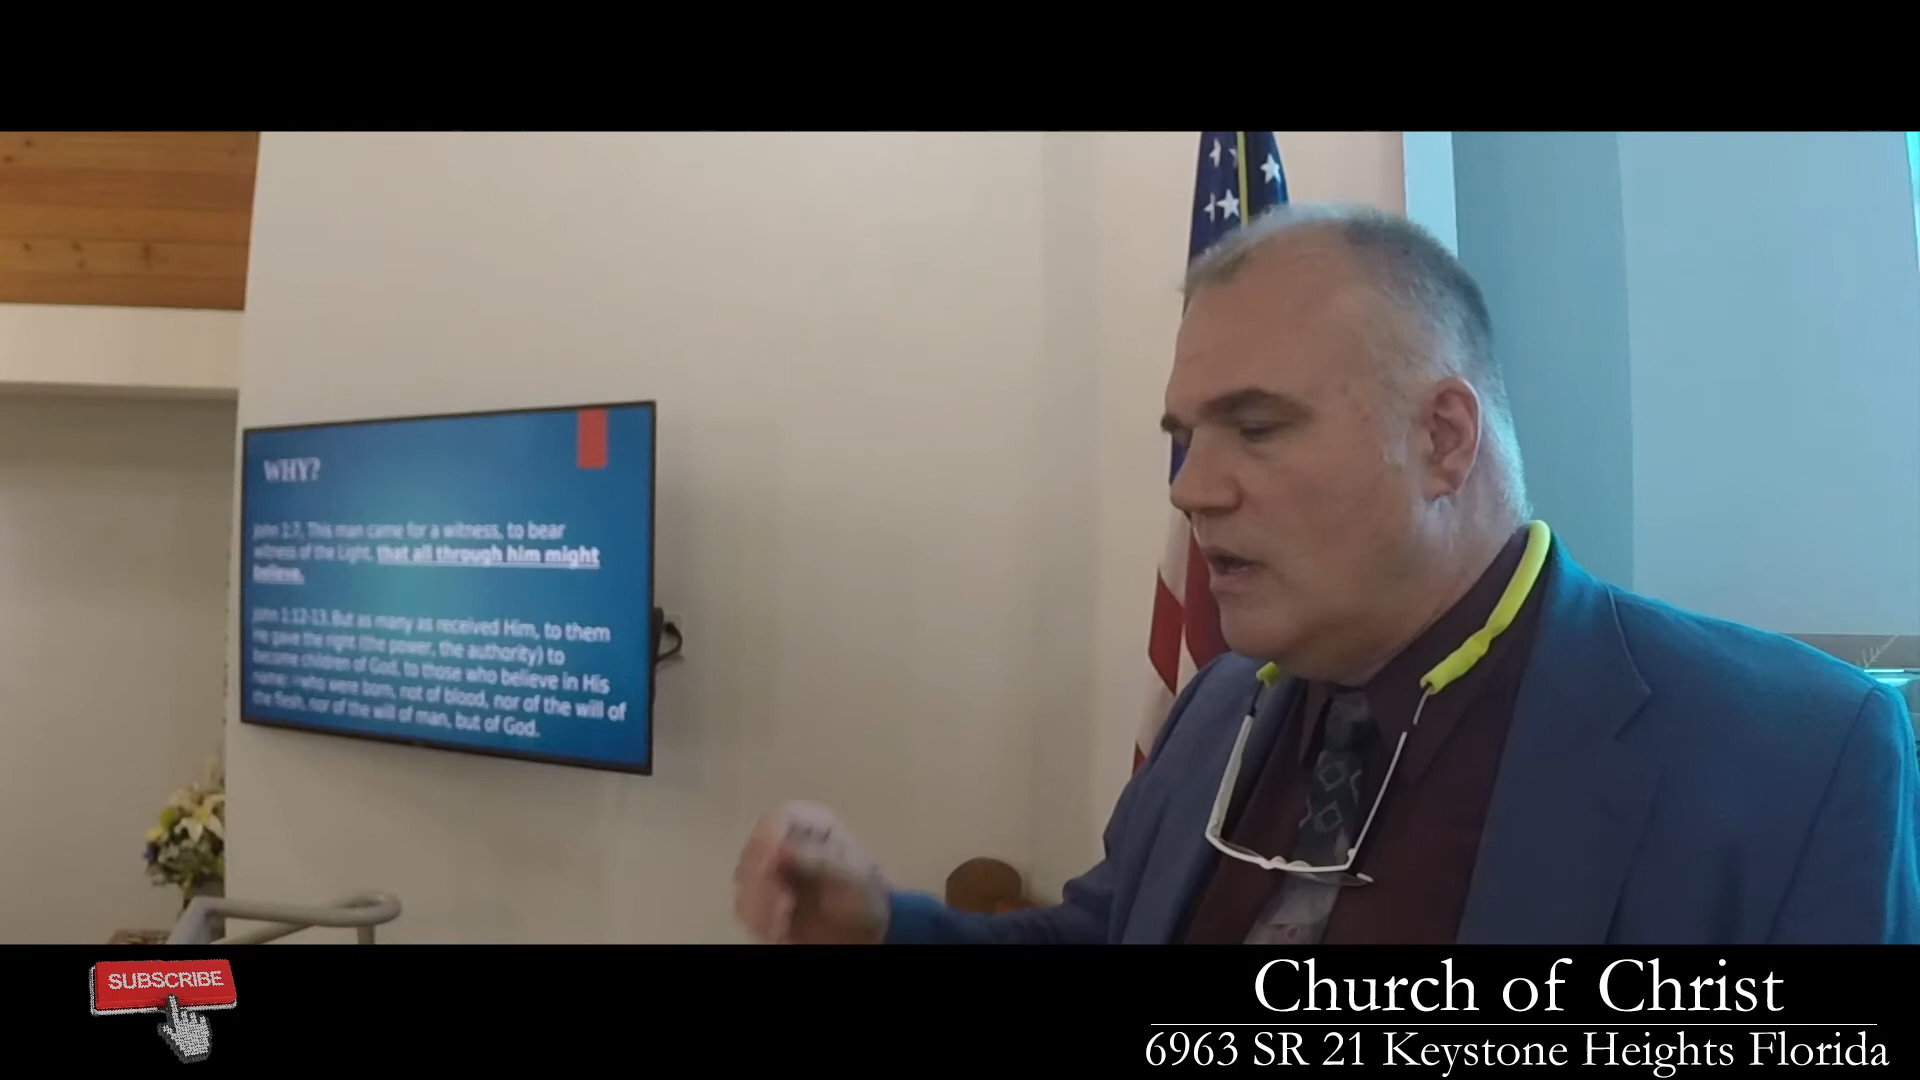 WHY?
John 1:7. This man came for a witness, to bear
witness of the Light, that all through him might
believe.
John 1:12-13. But as many as received Him, to them
He gave the right (the power, the authority) to
become children of God, to those who believe in His
name: who were born, not of blood, nor of the will of
the flesh, nor of the will of man, but of God.
SUBSCRIBE
Church of Christ
6963 SR 21 Keystone Heights Florida